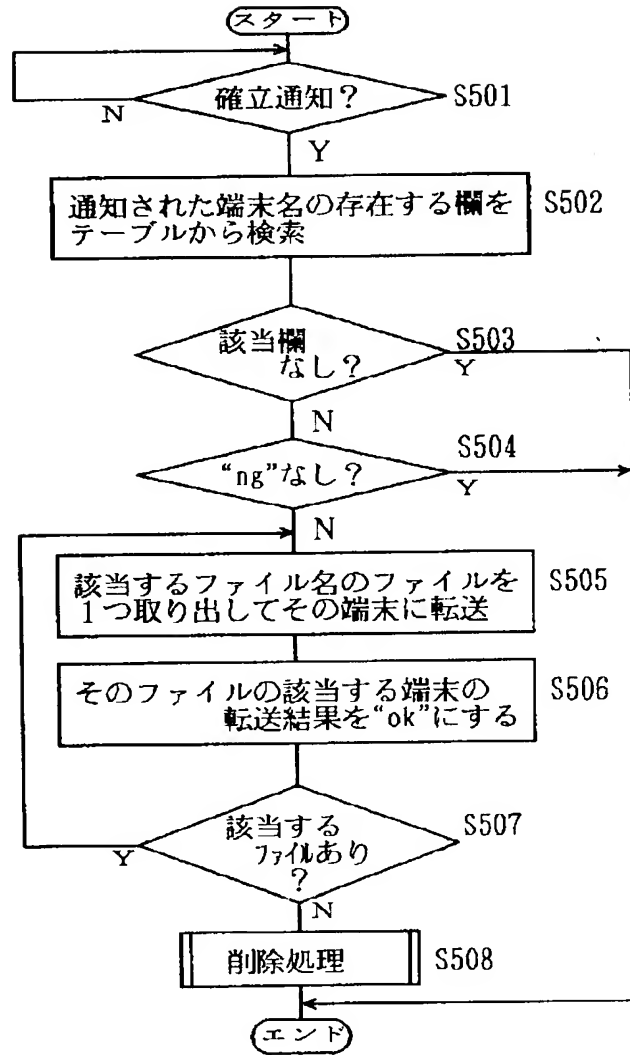 スタート
確立通知?
S501
N
Y
通知された端末名の存在する欄を
テーブルから検索
S502
該当欄
なし?
S503
Y
N
“ng”なし?
S504
Y
N
該当するファイル名のファイルを
1つ取り出してその端末に転送
S505
そのファイルの該当する端末の
転送結果を“ok”にする
S506
該当する
ファイルあり
?
S507
Y
N
削除処理
S508
エンド